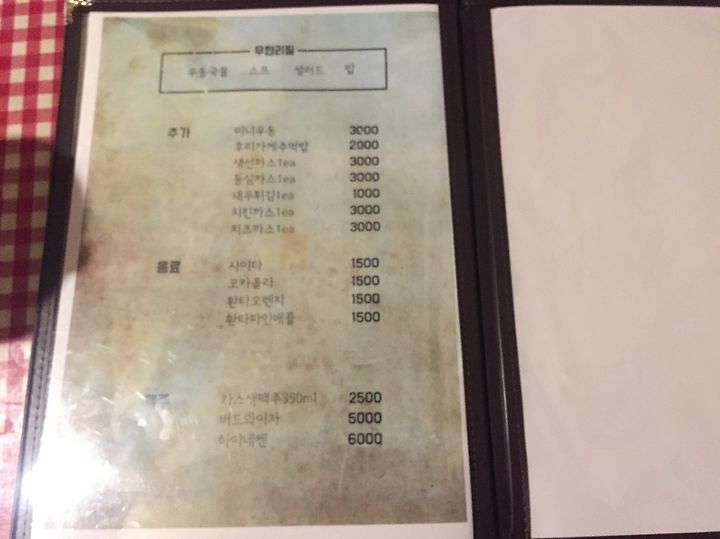 무한리필
우동국물 스프 샐러드 밥
추가 미니우동 3000
후리가께주먹밥 2000
생선까스1ea 3000
등심까스1ea 3000
새우튀김1ea 1000
치킨까스1ea 3000
치즈까스1ea 3000
음료 사이다 1500
코카콜라 1500
환타오렌지 1500
환타파인애플 1500
맥주 카스생맥주350ml 2500
버드와이저 5000
하이네켄 6000